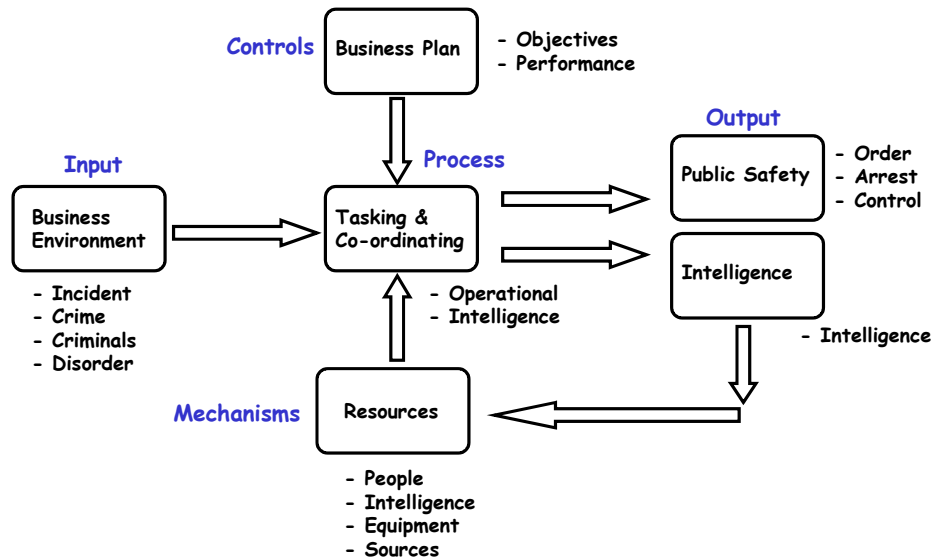 Controls
Business Plan
- Objectives
- Performance
Output
Input
Process
Public Safety
- Order
- Arrest
- Control
Business
Environment
Tasking &
Co-ordinating
Intelligence
- Incident
- Crime
- Criminals
- Disorder
- Operational
- Intelligence
- Intelligence
Mechanisms
Resources
- People
- Intelligence
- Equipment
- Sources